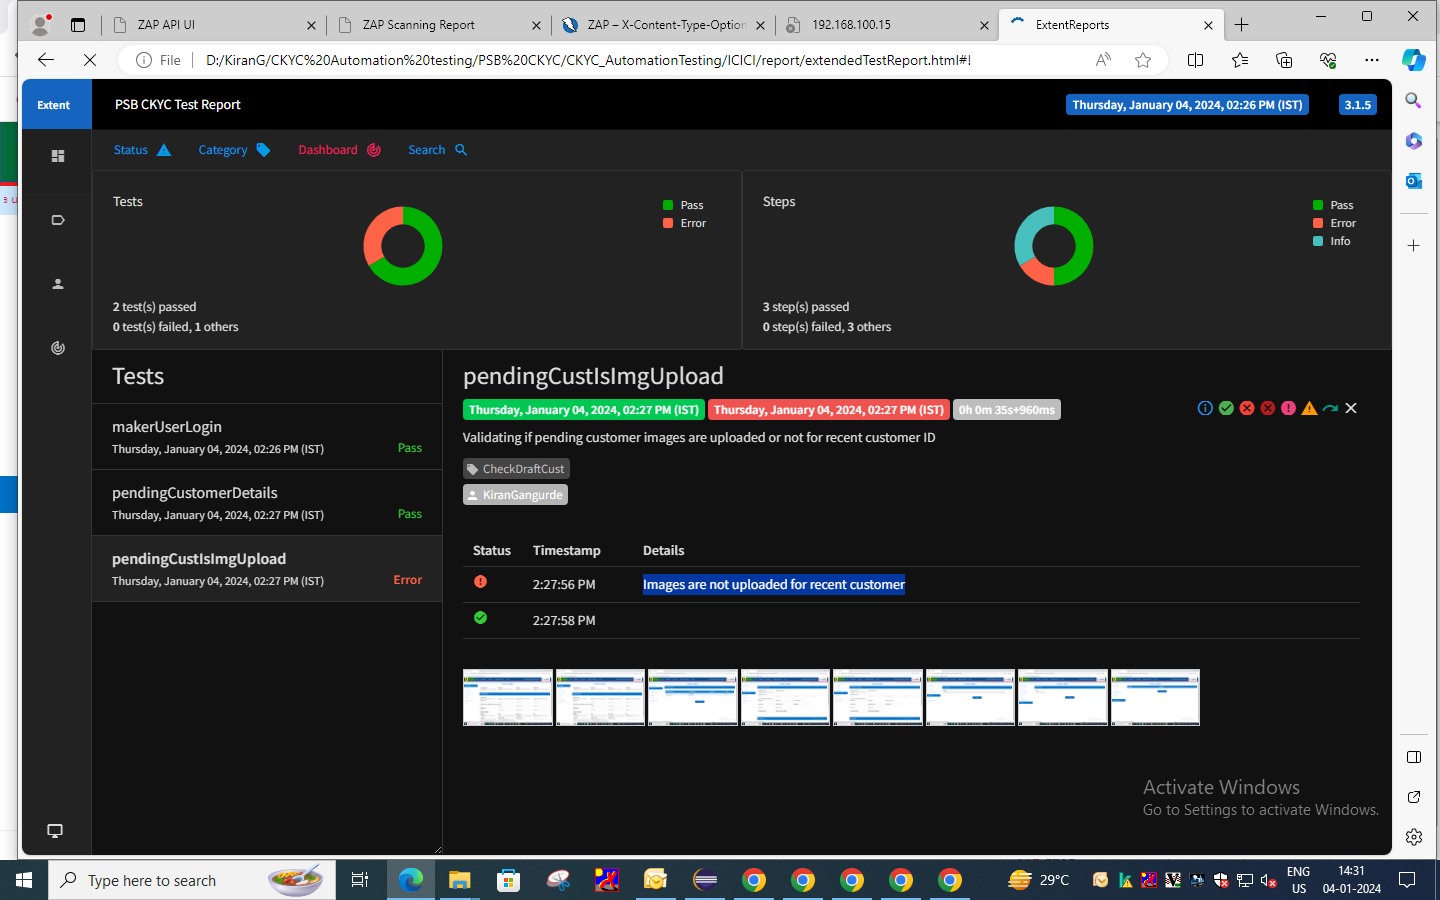 ZAP API UI
ZAP Scanning Report
ZAP – X-Content-Type-Option
192.168.100.15
ExtentReports
File
D:/KiranG/CKYC%20Automation%20testing/PSB%20CKYC/CKYC_AutomationTesting/ICICI/report/extendedTestReport.html#!
Extent
PSB CKYC Test Report
Thursday, January 04, 2024, 02:26 PM (IST)
3.1.5
Status
Category
Dashboard
Search
Tests
Pass
Error
2 test(s) passed
0 test(s) failed, 1 others
Steps
Pass
Error
Info
3 step(s) passed
0 step(s) failed, 3 others
Tests
makerUserLogin
Thursday, January 04, 2024, 02:26 PM (IST)
Pass
pendingCustomerDetails
Thursday, January 04, 2024, 02:27 PM (IST)
Pass
pendingCustIsImgUpload
Thursday, January 04, 2024, 02:27 PM (IST)
Error
pendingCustIsImgUpload
Thursday, January 04, 2024, 02:27 PM (IST) Thursday, January 04, 2024, 02:27 PM (IST) 0h 0m 35s+960ms
Validating if pending customer images are uploaded or not for recent customer ID
CheckDraftCust
KiranGangurde
Status Timestamp Details
2:27:56 PM Images are not uploaded for recent customer
2:27:58 PM
Activate Windows
Go to Settings to activate Windows.
Type here to search
29°C
ENG
US
14:31
04-01-2024